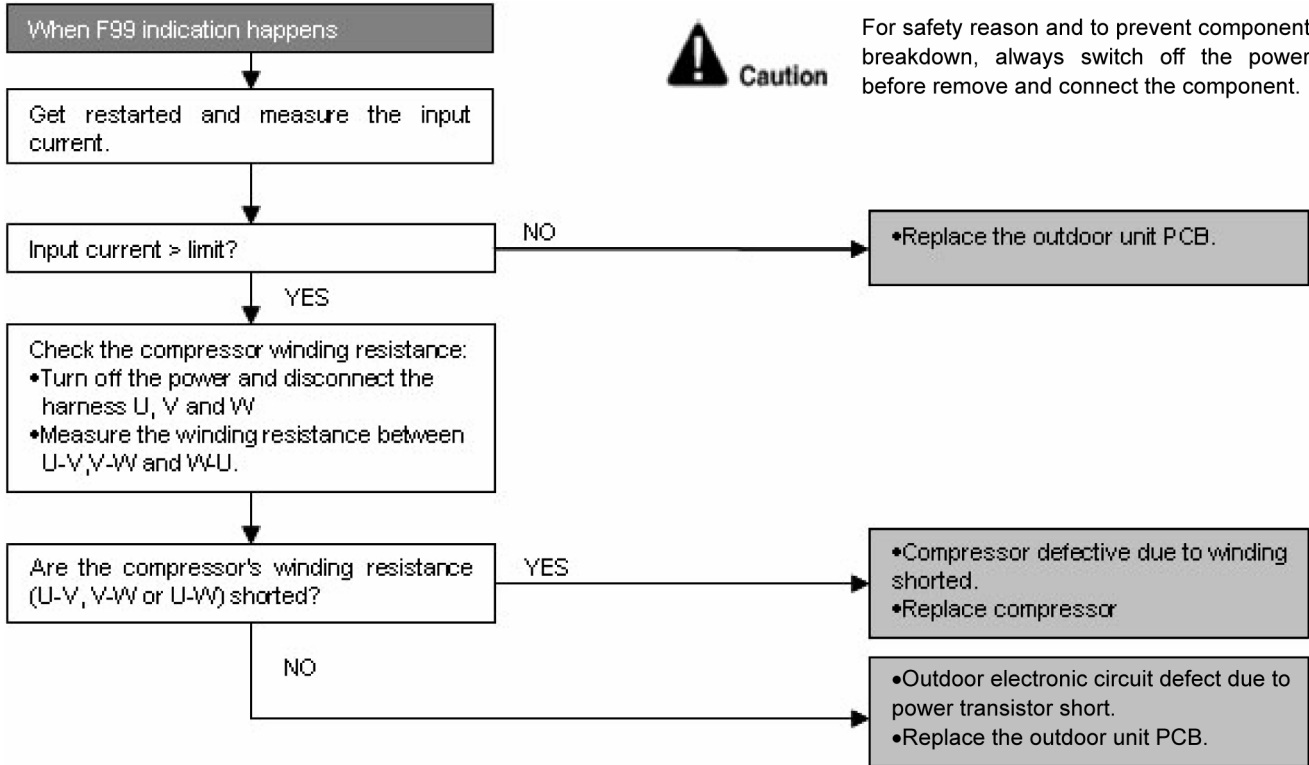 When F99 indication happens
Caution
For safety reason and to prevent component
breakdown, always switch off the power
before remove and connect the component.
Get restarted and measure the input
current.
Input current > limit?
NO
•Replace the outdoor unit PCB.
YES
Check the compressor winding resistance:
•Turn off the power and disconnect the
harness U, V and W
•Measure the winding resistance between
U-V,V-W and W-U.
Are the compressor's winding resistance
(U-V, V-W or U-W) shorted?
YES
•Compressor defective due to winding
shorted.
•Replace compressor
NO
•Outdoor electronic circuit defect due to
power transistor short.
•Replace the outdoor unit PCB.